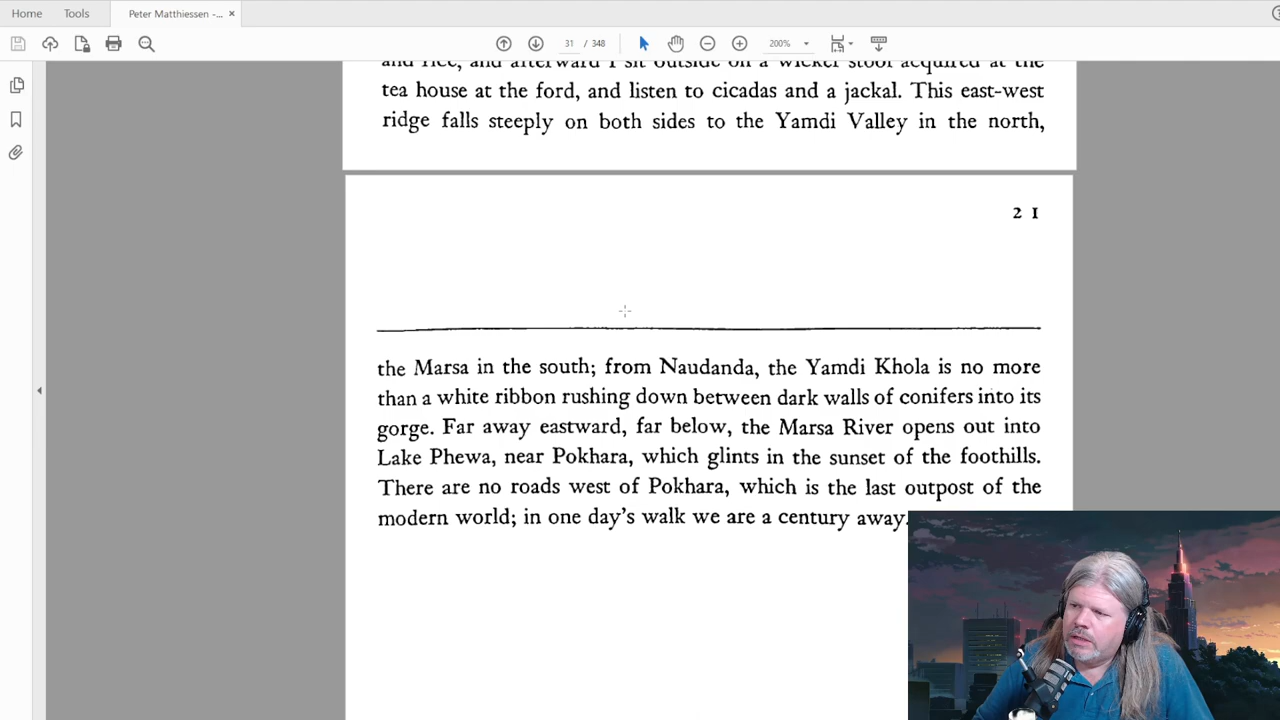 Home
Tools
Peter Matthiessen -...
31 / 348
200%
and rice, and afterward I sit outside on a wicker stool acquired at the
tea house at the ford, and listen to cicadas and a jackal. This east-west
ridge falls steeply on both sides to the Yamdi Valley in the north,
21
the Marsa in the south; from Naudanda, the Yamdi Khola is no more
than a white ribbon rushing down between dark walls of conifers into its
gorge. Far away eastward, far below, the Marsa River opens out into
Lake Phewa, near Pokhara, which glints in the sunset of the foothills.
There are no roads west of Pokhara, which is the last outpost of the
modern world; in one day's walk we are a century away.